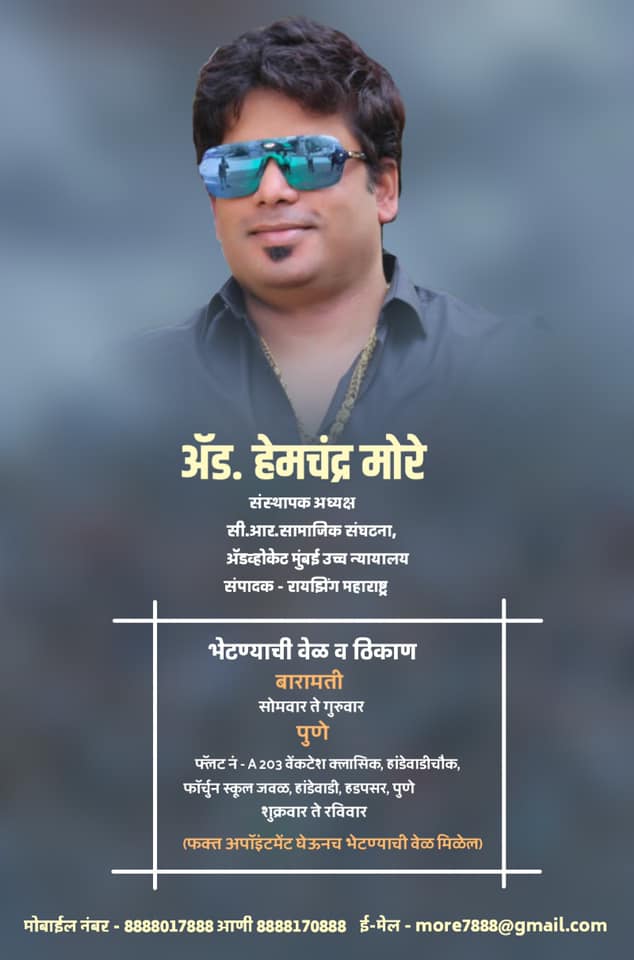 ॲड. हेमचंद्र मोरे
संस्थापक अध्यक्ष
सी.आर.सामाजिक संघटना,
ॲडव्होकेट मुंबई उच्च न्यायालय
संपादक - रायझिंग महाराष्ट्र
भेटण्याची वेळ व ठिकाण
बारामती
सोमवार ते गुरुवार
पुणे
फ्लॅट नं - A 203 वेंकटेश क्लासिक, हांडेवाडीचौक,
फॉर्चुन स्कूल जवळ, हांडेवाडी, हडपसर, पुणे
शुक्रवार ते रविवार
(फक्त अपॉइंटमेंट घेऊनच भेटण्याची वेळ मिळेल)
मोबाईल नंबर - 8888017888 आणी 8888170888 ई-मेल - more7888@gmail.com